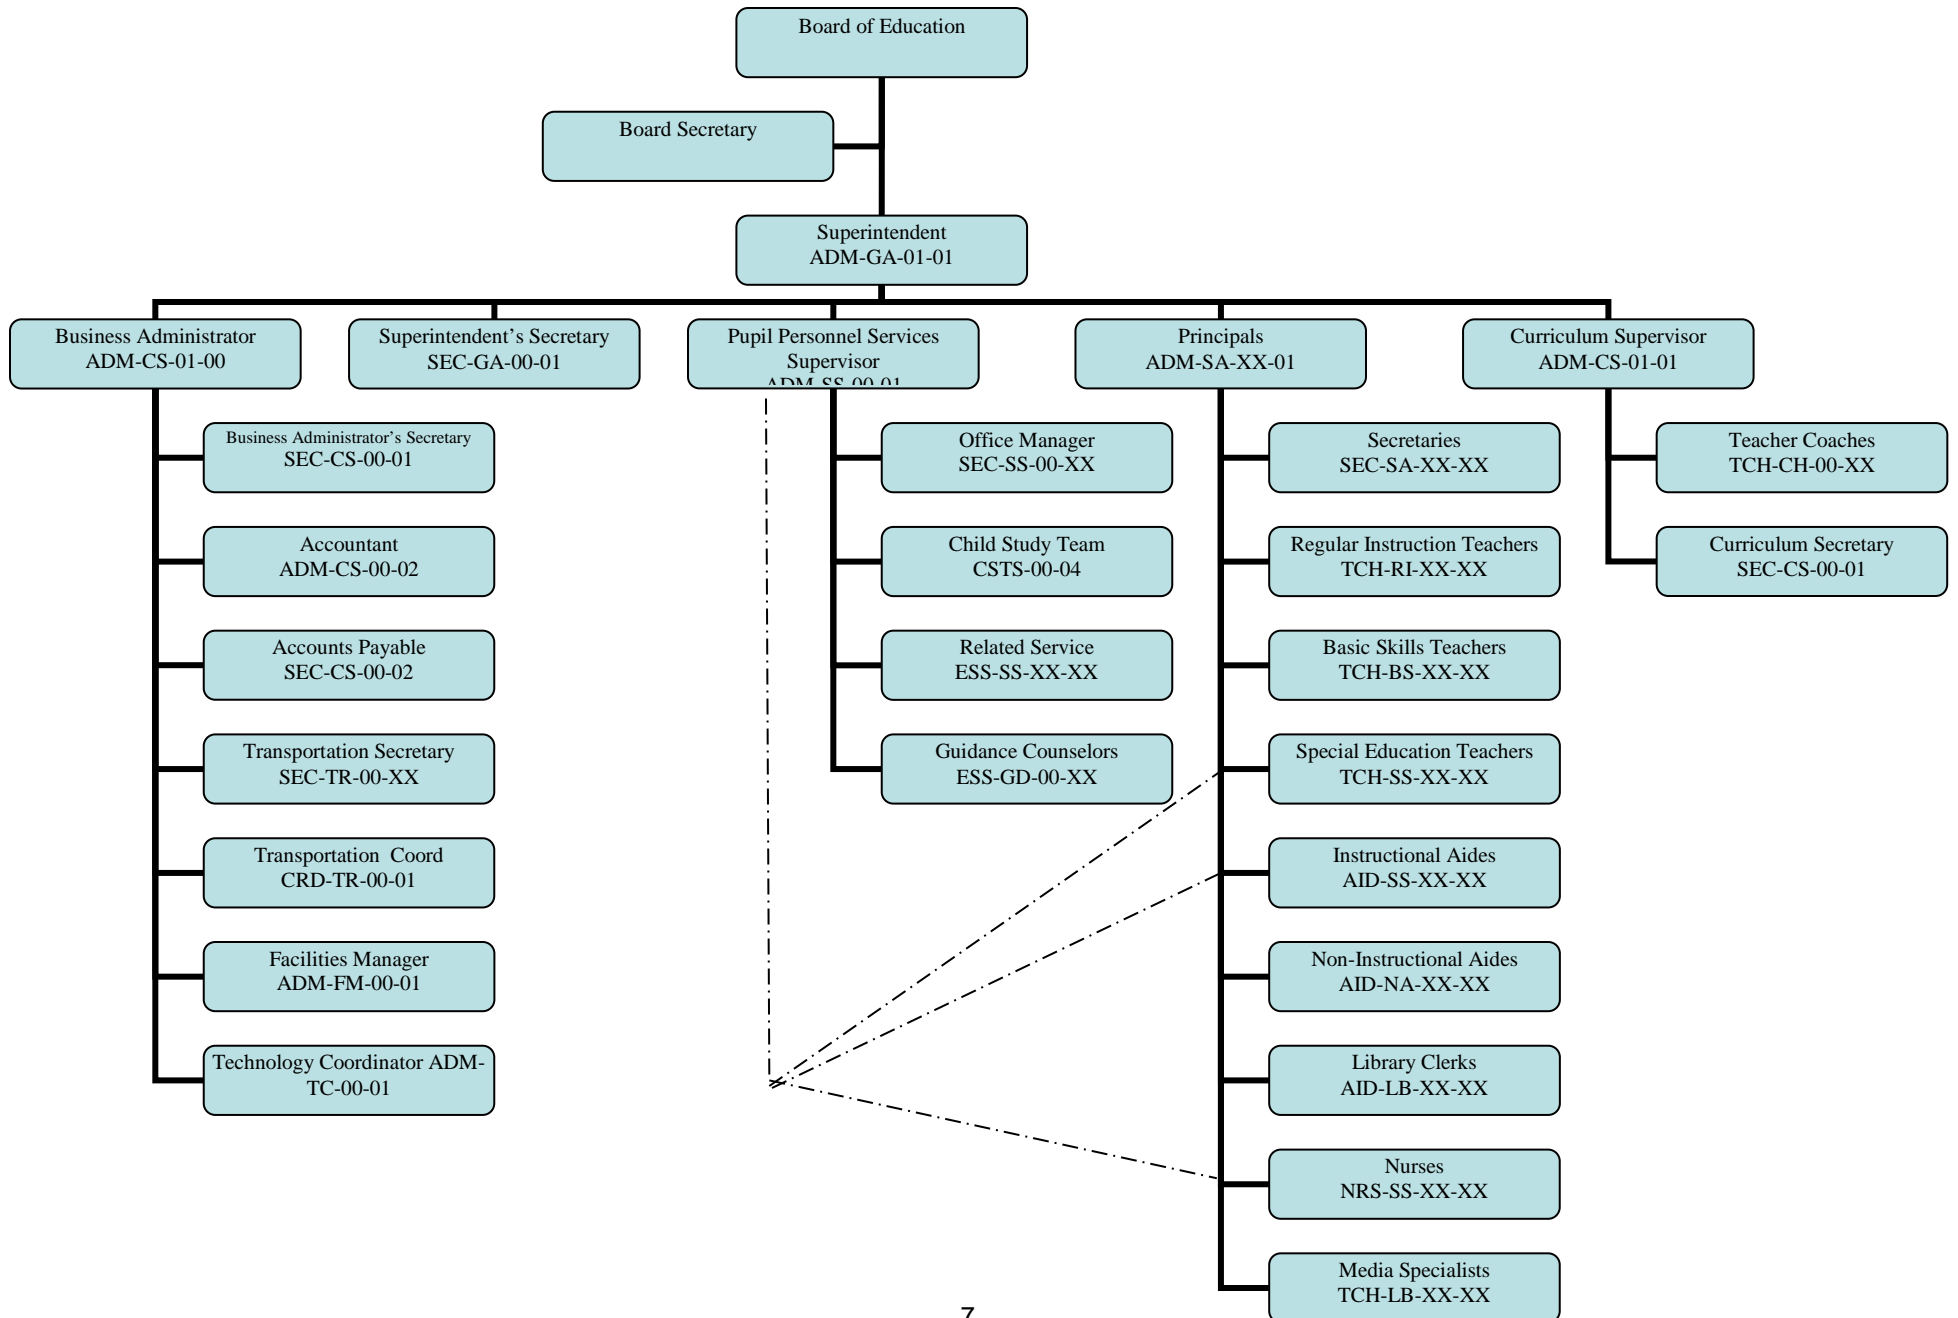 Board of Education
Board Secretary
Superintendent
ADM-GA-01-01
Business Administrator
ADM-CS-01-00
Superintendent’s Secretary
SEC-GA-00-01
Pupil Personnel Services
Supervisor
ADM-SS-00-01
Principals
ADM-SA-XX-01
Curriculum Supervisor
ADM-CS-01-01
Business Administrator’s Secretary
SEC-CS-00-01
Accountant
ADM-CS-00-02
Accounts Payable
SEC-CS-00-02
Transportation Secretary
SEC-TR-00-XX
Transportation  Coord
CRD-TR-00-01
Facilities Manager
ADM-FM-00-01
Technology Coordinator ADM-
TC-00-01
Office Manager
SEC-SS-00-XX
Child Study Team
CSTS-00-04
Related Service
ESS-SS-XX-XX
Guidance Counselors
ESS-GD-00-XX
Secretaries
SEC-SA-XX-XX
Regular Instruction Teachers
TCH-RI-XX-XX
Basic Skills Teachers
TCH-BS-XX-XX
Special Education Teachers
TCH-SS-XX-XX
Instructional Aides
AID-SS-XX-XX
Non-Instructional Aides
AID-NA-XX-XX
Library Clerks
AID-LB-XX-XX
Nurses
NRS-SS-XX-XX
Media Specialists
TCH-LB-XX-XX
Teacher Coaches
TCH-CH-00-XX
Curriculum Secretary
SEC-CS-00-01
7